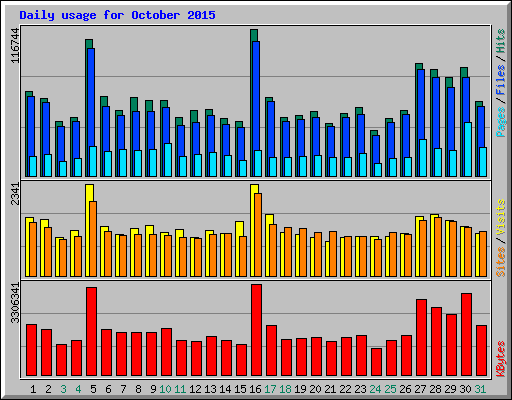 Daily usage for October 2015
116744
Pages / Files / Hits
2341
Sites / Visits
3306341
KBytes
1 2 3 4 5 6 7 8 9 10 11 12 13 14 15 16 17 18 19 20 21 22 23 24 25 26 27 28 29 30 31